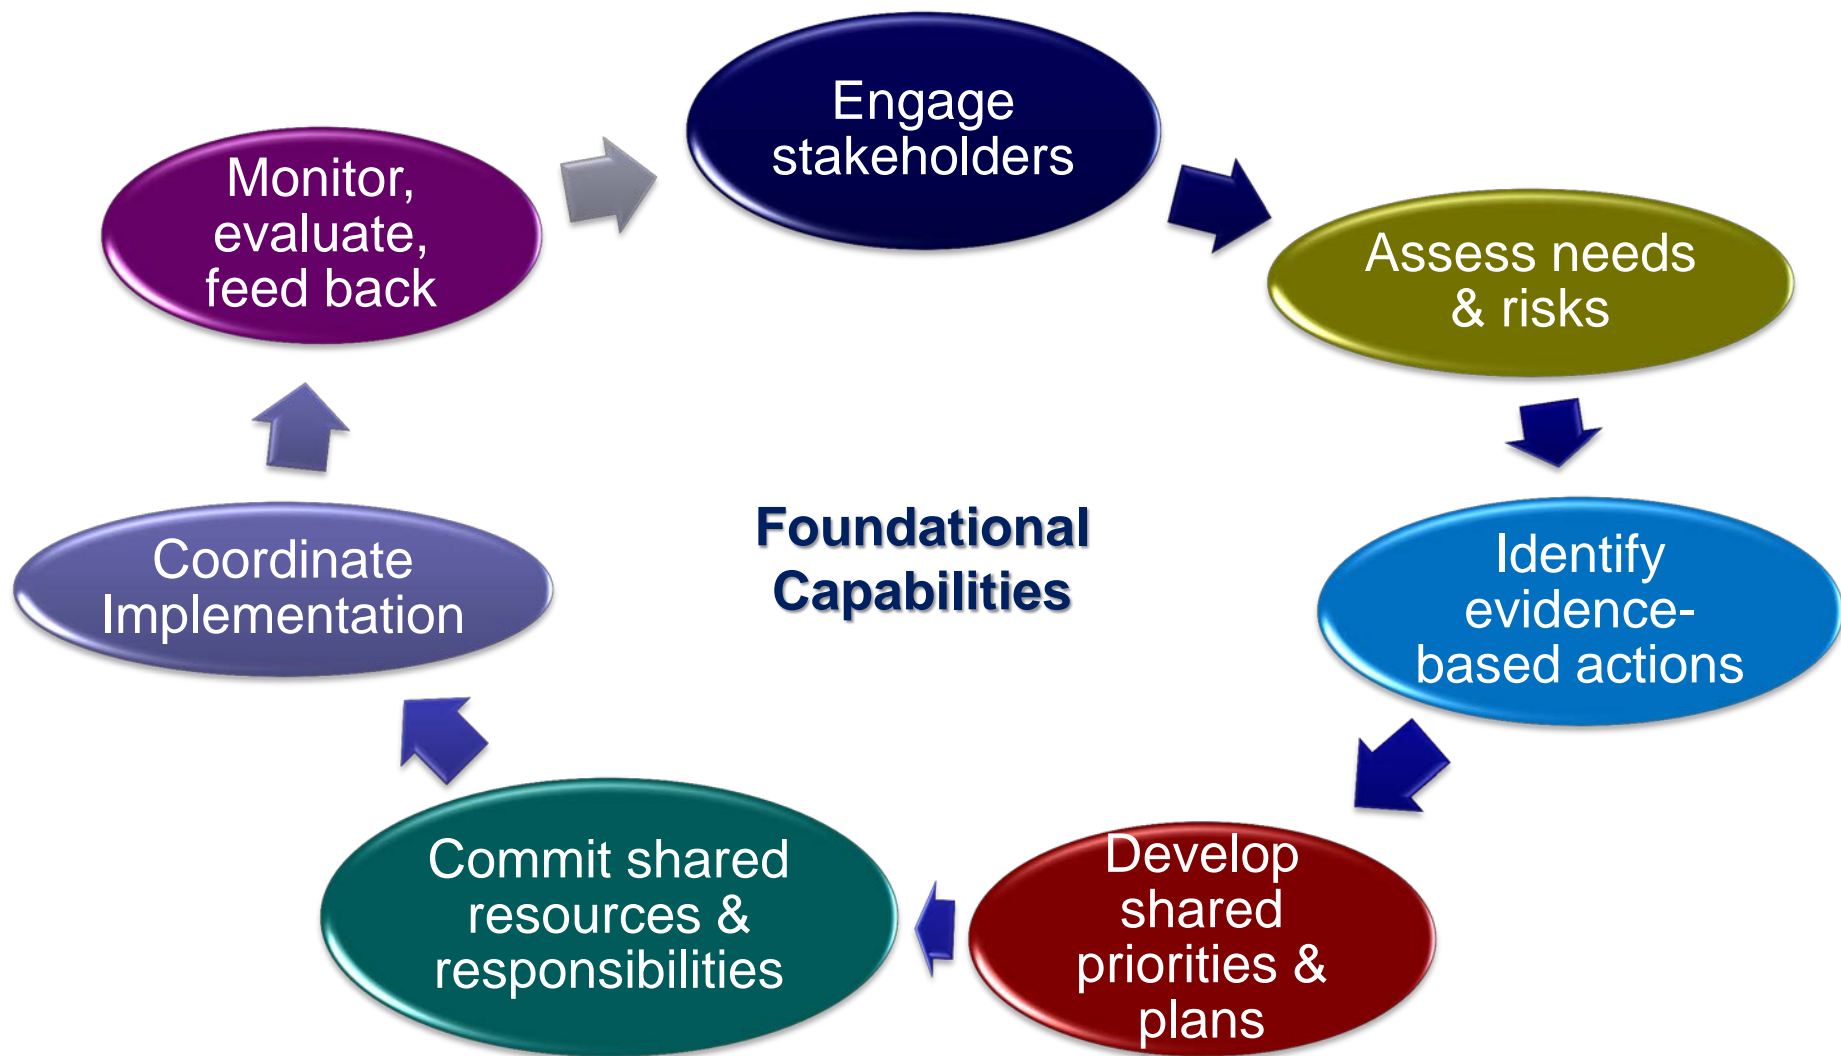 Engage
stakeholders
Assess needs
& risks
Identify
evidence-
based actions
Develop
shared
priorities &
plans
Commit shared
resources &
responsibilities
Coordinate
Implementation
Monitor,
evaluate,
feed back
Foundational
Capabilities